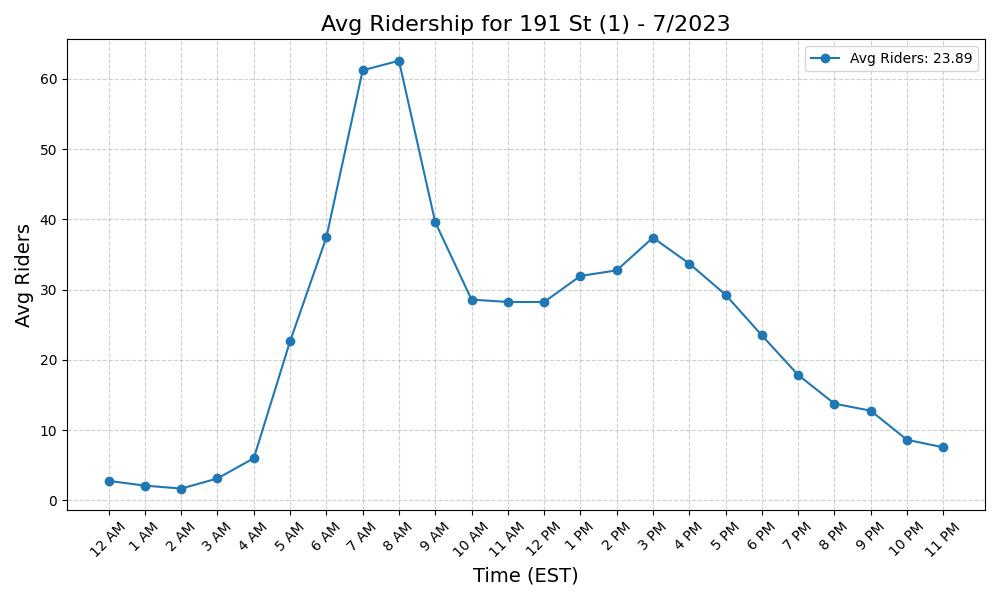 Avg Ridership for 191 St (1) - 7/2023
Avg Riders: 23.89
Avg Riders
60
50
40
30
20
10
0
12 AM
1 AM
2 AM
3 AM
4 AM
5 AM
6 AM
7 AM
8 AM
9 AM
10 AM
11 AM
12 PM
1 PM
2 PM
3 PM
4 PM
5 PM
6 PM
7 PM
8 PM
9 PM
10 PM
11 PM
Time (EST)